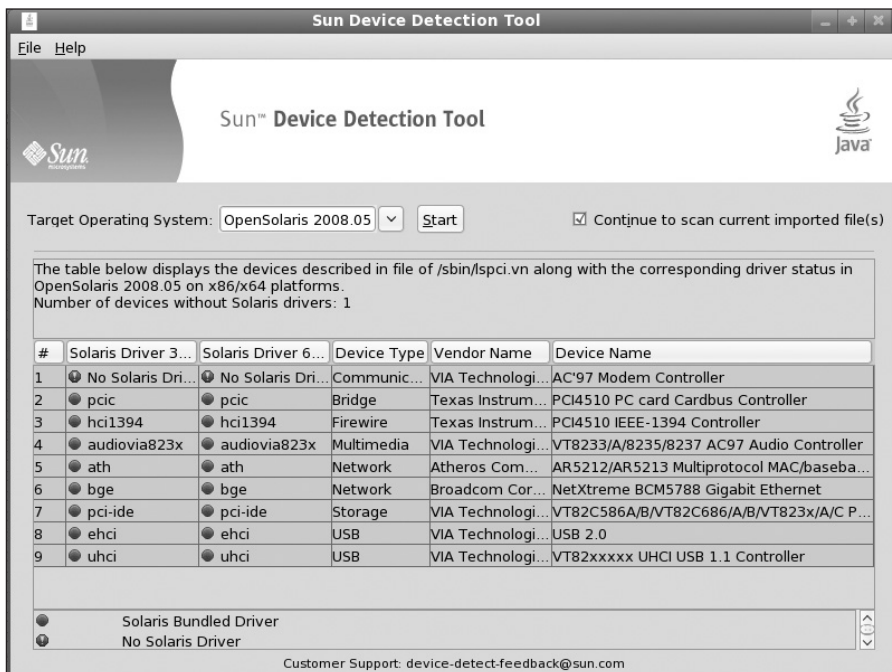 Sun Device Detection Tool
File Help
Sun™ Device Detection Tool
Sun
microsystems
Java
Target Operating System: OpenSolaris 2008.05 Start Continue to scan current imported file(s)
The table below displays the devices described in file of /sbin/lspci.vn along with the corresponding driver status in
OpenSolaris 2008.05 on x86/x64 platforms.
Number of devices without Solaris drivers: 1
# Solaris Driver 3... Solaris Driver 6... Device Type Vendor Name Device Name
1 No Solaris Dri... No Solaris Dri... Communic... VIA Technologi... AC'97 Modem Controller
2 pcic pcic Bridge Texas Instrum... PCI4510 PC card Cardbus Controller
3 hci1394 hci1394 Firewire Texas Instrum... PCI4510 IEEE-1394 Controller
4 audiovia823x audiovia823x Multimedia VIA Technologi... VT8233/A/8235/8237 AC97 Audio Controller
5 ath ath Network Atheros Com... AR5212/AR5213 Multiprotocol MAC/baseba...
6 bge bge Network Broadcom Cor... NetXtreme BCM5788 Gigabit Ethernet
7 pci-ide pci-ide Storage VIA Technologi... VT82C586A/B/VT82C686/A/B/VT823x/A/C P...
8 ehci ehci USB VIA Technologi... USB 2.0
9 uhci uhci USB VIA Technologi... VT82xxxxx UHCI USB 1.1 Controller
Solaris Bundled Driver
No Solaris Driver
Customer Support: device-detect-feedback@sun.com